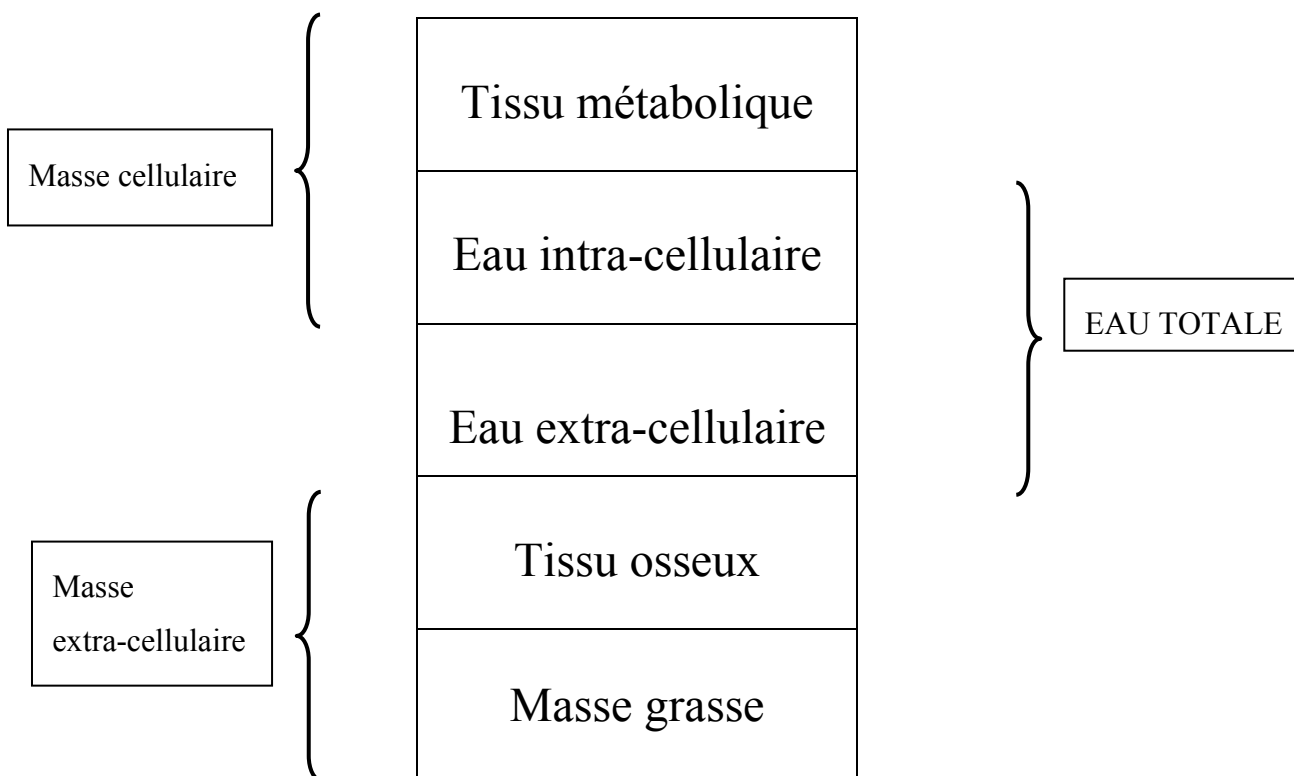 Tissu métabolique
Masse cellulaire
Eau intra-cellulaire
EAU TOTALE
Eau extra-cellulaire
Tissu osseux
Masse
extra-cellulaire
Masse grasse